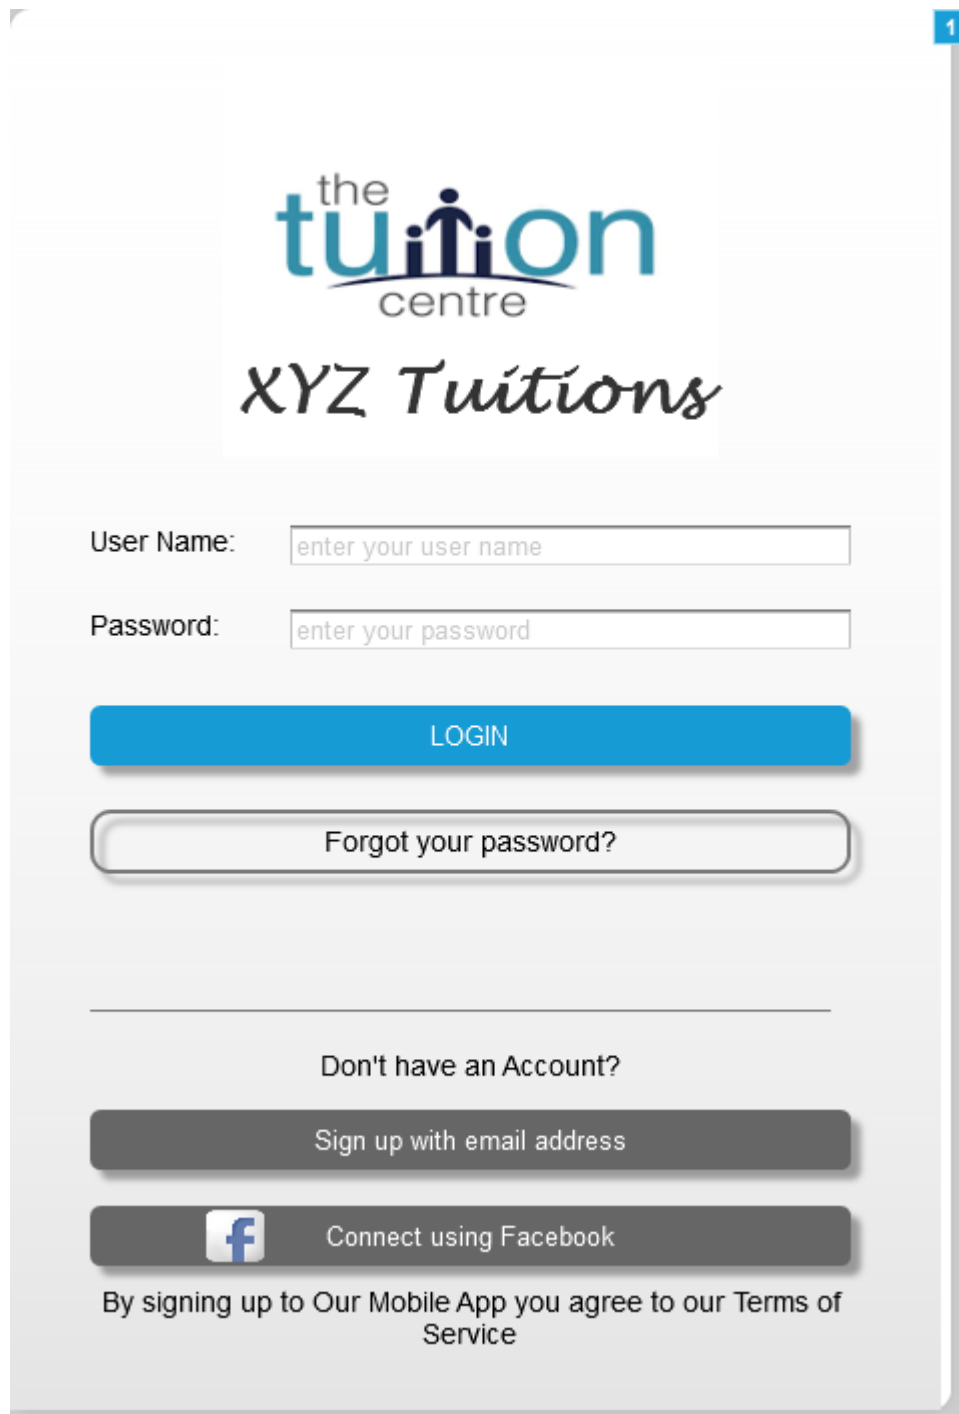 1
the
tuition
centre
XYZ Tuitions
User Name:
enter your user name
Password:
enter your password
LOGIN
Forgot your password?
Don't have an Account?
Sign up with email address
f
Connect using Facebook
By signing up to Our Mobile App you agree to our Terms of
Service